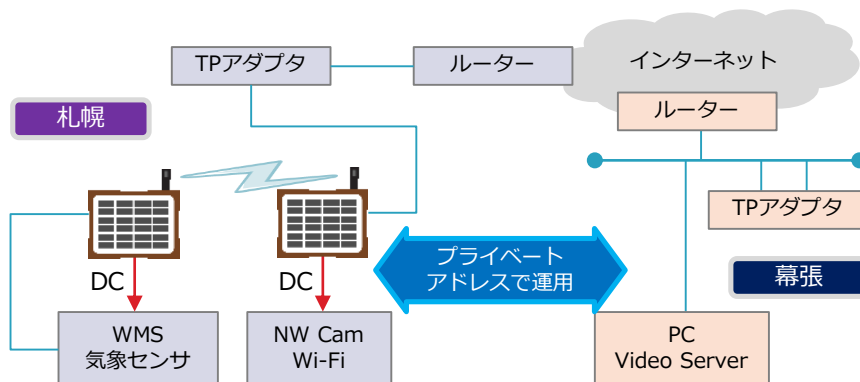 TPアダプタ
ルーター
インターネット
札幌
ルーター
TPアダプタ
プライベート
アドレスで運用
DC
DC
幕張
WMS
気象センサ
NW Cam
Wi-Fi
PC
Video Server